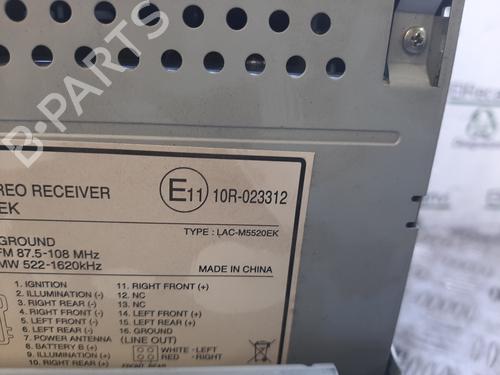 B-PARTS
REO RECEIVER
EK
E11 10R-023312
TYPE : LAC-M5520EK
GROUND
FM 87.5-108 MHz
MW 522-1620kHz
MADE IN CHINA
1. IGNITION
2. ILLUMINATION (-)
3. RIGHT REAR (-)
4. RIGHT FRONT (-)
5. LEFT FRONT (-)
6. LEFT REAR (-)
7. POWER ANTENNA
8. BATTERY B (+)
9. ILLUMINATION (+)
10. RIGHT REAR (+)
11. RIGHT FRONT (+)
12. NC
13. NC
14. LEFT FRONT (+)
15. LEFT REAR (+)
16. GROUND
(LINE OUT)
WHITE -LEFT
RED -RIGHT
FRONT REAR